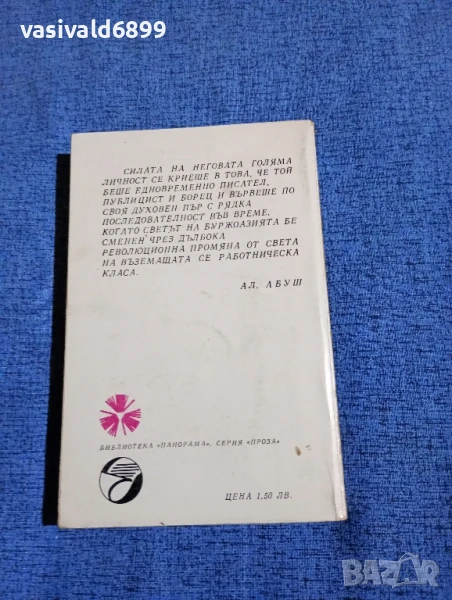 vasivald6899
СИЛАТА НА НЕГОВАТА ГОЛЯМА
ЛИЧНОСТ СЕ КРИЕШЕ В ТОВА, ЧЕ ТОЙ
БЕШЕ ЕДНОВРЕМЕННО ПИСАТЕЛ,
ПУБЛИЦИСТ И БОРЕЦ И ВЪРВЕШЕ ПО
СВОЯ ДУХОВЕН ПЪР С РЯДКА
ПОСЛЕДОВАТЕЛНОСТ ВЪВ ВРЕМЕ,
КОГАТО СВЕТЪТ НА БУРЖОАЗИЯТА БЕ
СМЕНЕН ЧРЕЗ ДЪЛБОКА
РЕВОЛЮЦИОННА ПРОМЯНА ОТ СВЕТА
НА ВЪЗЕМАЩАТА СЕ РАБОТНИЧЕСКА
КЛАСА.
АЛ. АБУШ
БИБЛИОТЕКА «ПАНОРАМА», СЕРИЯ «ПРОЗА»
ЦЕНА 1,50 ЛВ.
BAZAR